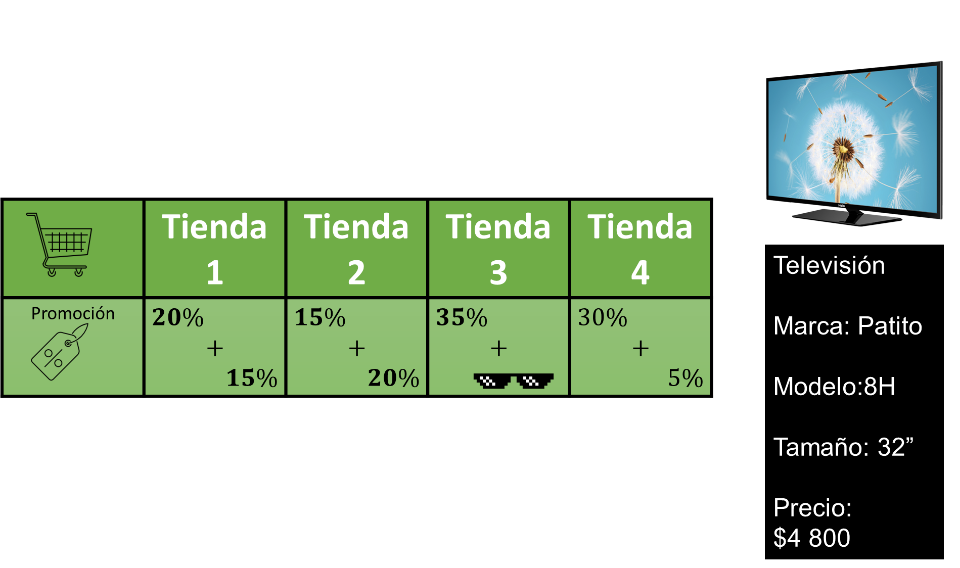 Tienda 1
Tienda 2
Tienda 3
Tienda 4
Promoción
20%
+
15%
15%
+
20%
35%
+
30%
+
5%
Televisión
Marca: Patito
Modelo:8H
Tamaño: 32”
Precio:
$4 800